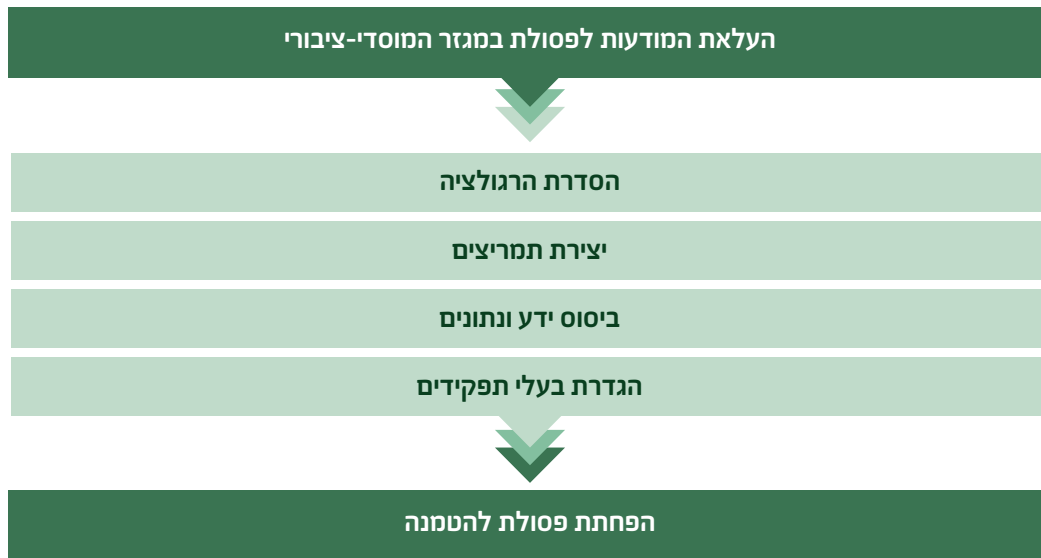 העלאת המודעות לפסולת במגזר המוסדי-ציבורי
הסדרת הרגולציה
יצירת תמריצים
ביסוס ידע ונתונים
הגדרת בעלי תפקידים
הפחתת פסולת להטמנה